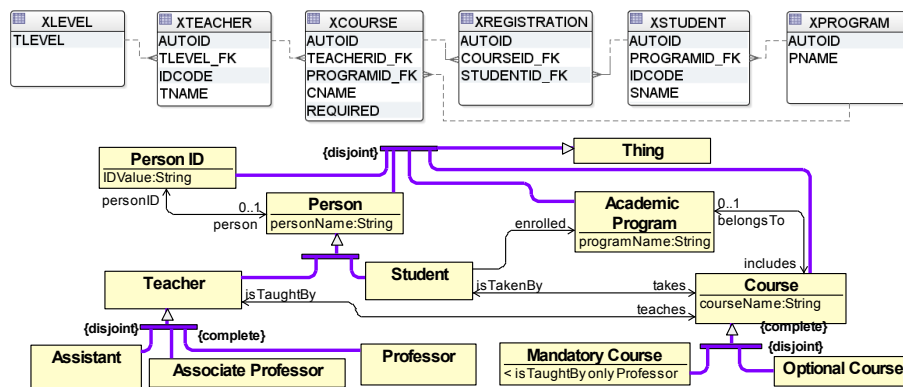 XLEVEL
TLEVEL
XTEACHER
AUTOID
TLEVEL_FK
IDCODE
TNAME
XCOURSE
AUTOID
TEACHERID_FK
PROGRAMID_FK
CNAME
REQUIRED
XREGISTRATION
AUTOID
COURSEID_FK
STUDENTID_FK
XSTUDENT
AUTOID
PROGRAMID_FK
IDCODE
SNAME
XPROGRAM
AUTOID
PNAME
{disjoint}
Thing
Person ID
IDValue:String
personID
0..1
person
Person
personName:String
Academic
Program
programName:String
enrolled
0..1
belongsTo
includes
Teacher
Student
isTaughtBy
isTakenBy
takes
teaches
Course
courseName:String
{disjoint}
{complete}
{complete}
{disjoint}
Assistant
Associate Professor
Professor
Mandatory Course
< isTaughtBy only Professor
Optional Course